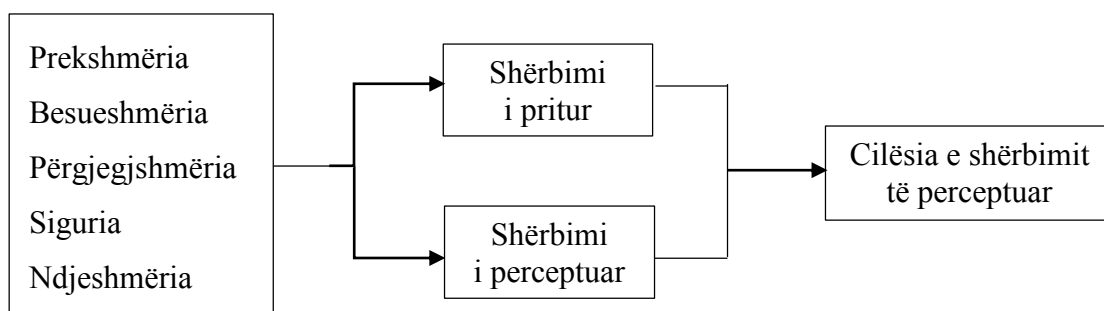 Prekshmëria
Besueshmëria
Përgjegjshmëria
Siguria
Ndjeshmëria
Shërbimi
i pritur
Shërbimi
i perceptuar
Cilësia e shërbimit
të perceptuar